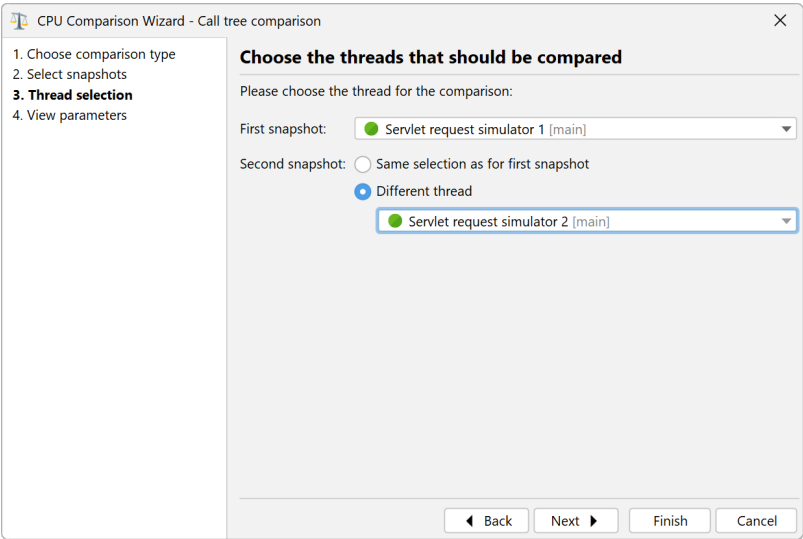 CPU Comparison Wizard - Call tree comparison
1. Choose comparison type
2. Select snapshots
3. Thread selection
4. View parameters
Choose the threads that should be compared
Please choose the thread for the comparison:
First snapshot: Servlet request simulator 1 [main]
Second snapshot: Same selection as for first snapshot
Different thread
Servlet request simulator 2 [main]
Back Next Finish Cancel